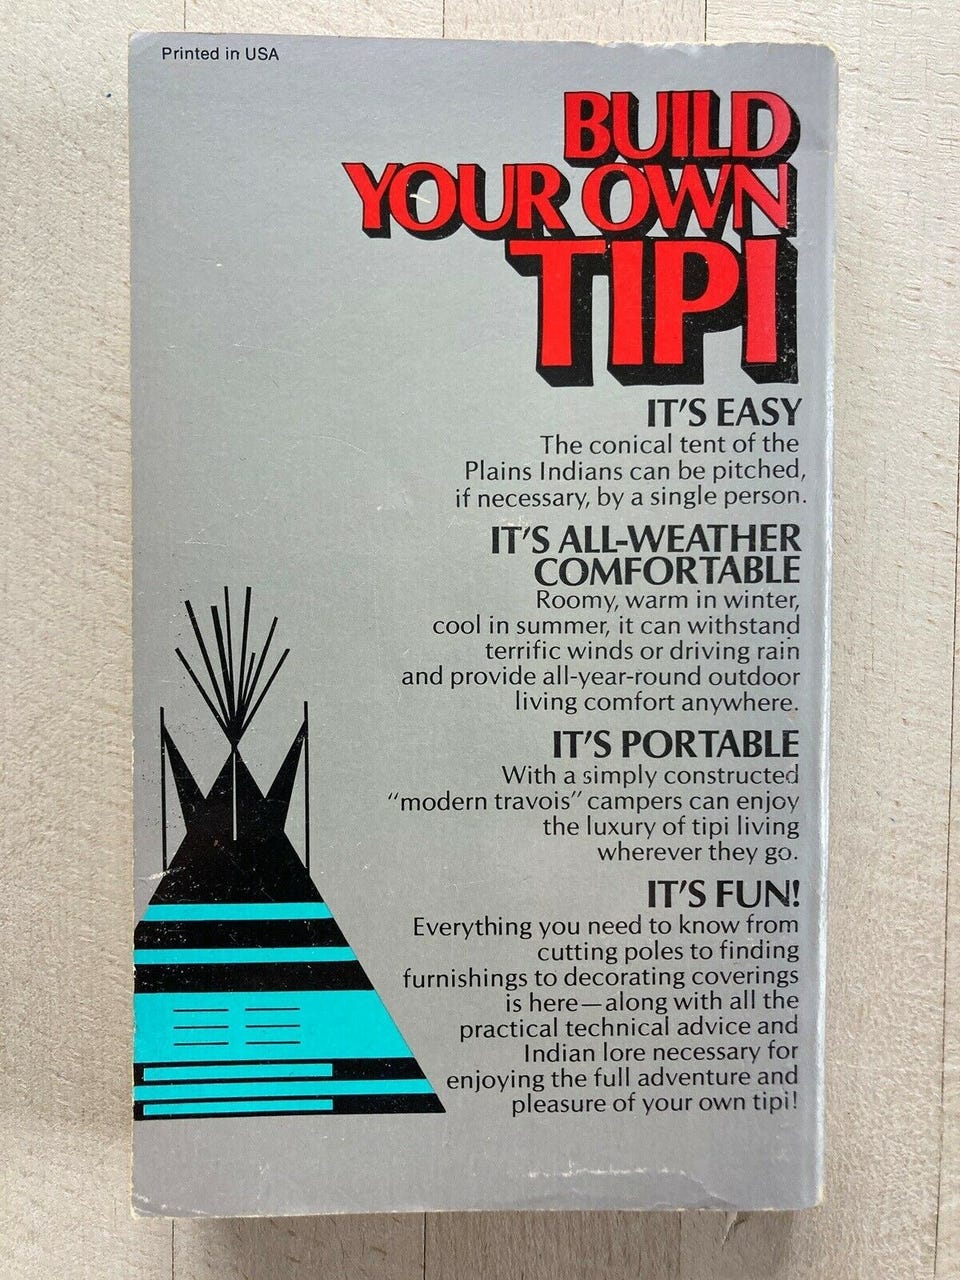 Printed in USA
BUILD
YOUR OWN
TIPI
IT'S EASY
The conical tent of the
Plains Indians can be pitched,
if necessary, by a single person.
IT'S ALL-WEATHER
COMFORTABLE
Roomy, warm in winter,
cool in summer, it can withstand
terrific winds or driving rain
and provide all-year-round outdoor
living comfort anywhere.
IT'S PORTABLE
With a simply constructed
"modern travois" campers can enjoy
the luxury of tipi living
wherever they go.
IT'S FUN!
Everything you need to know from
cutting poles to finding
furnishings to decorating coverings
is here—along with all the
practical technical advice and
Indian lore necessary for
enjoying the full adventure and
pleasure of your own tipi!